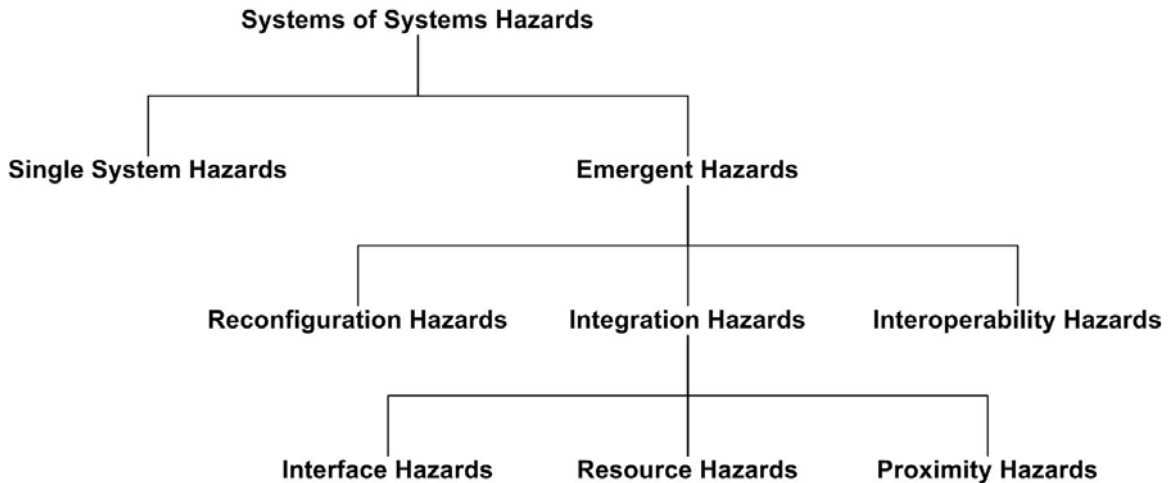 Systems of Systems Hazards
Single System Hazards
Emergent Hazards
Reconfiguration Hazards
Integration Hazards
Interoperability Hazards
Interface Hazards
Resource Hazards
Proximity Hazards